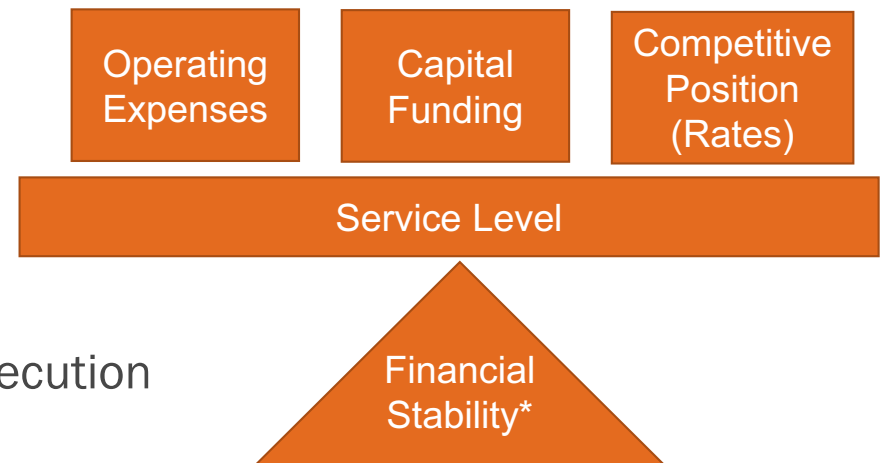 Operating
Expenses
Capital
Funding
Competitive
Position
(Rates)
Service Level
ecution
Financial
Stability*